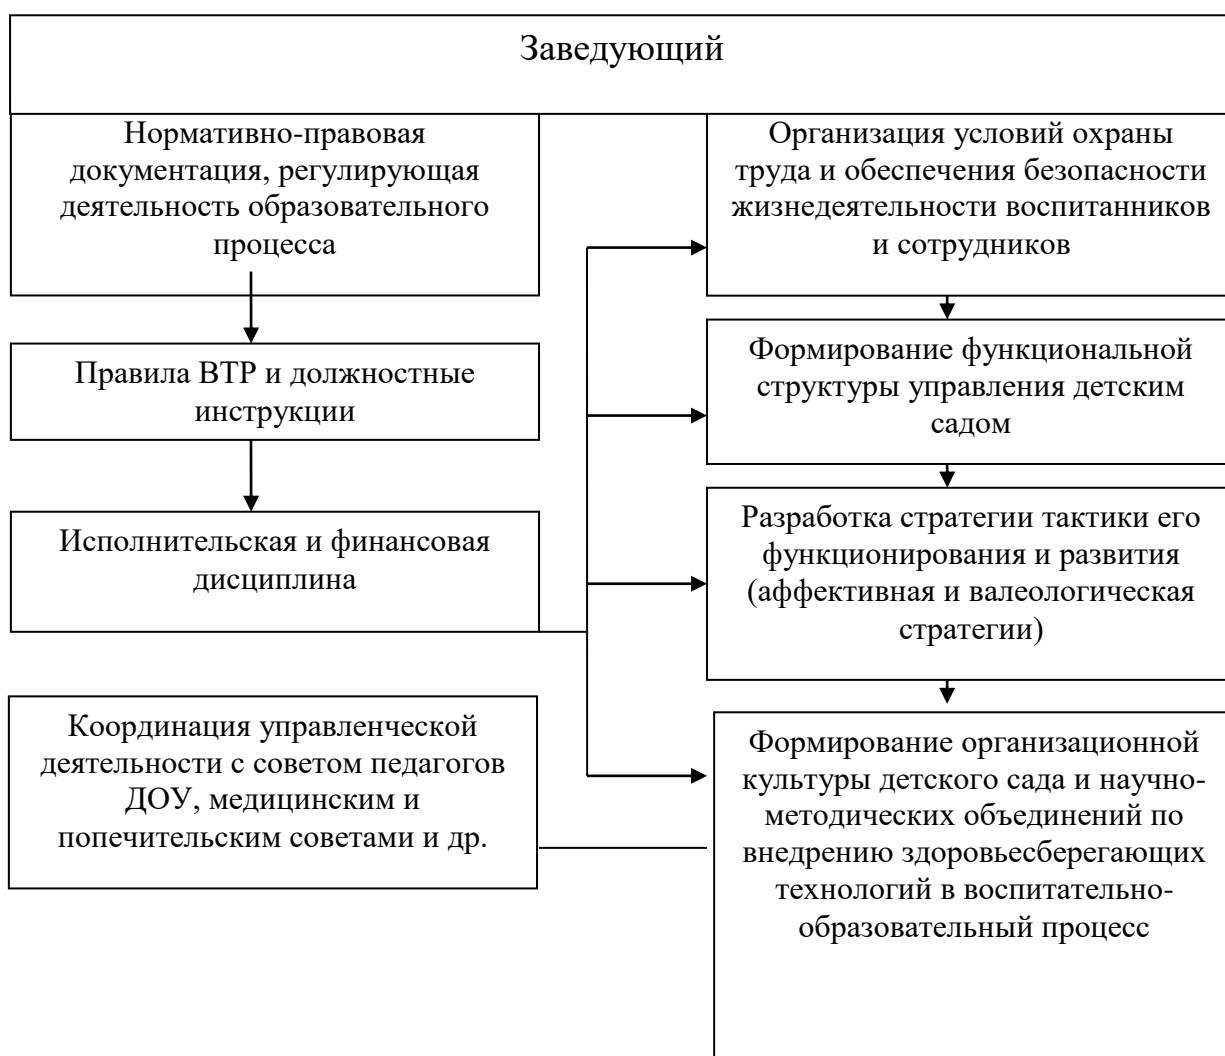 Заведующий
Нормативно-правовая
документация, регулирующая
деятельность образовательного
процесса
Правила ВТР и должностные
инструкции
Исполнительская и финансовая
дисциплина
Координация управленческой
деятельности с советом педагогов
ДОУ, медицинским и
попечительским советами и др.
Организация условий охраны
труда и обеспечения безопасности
жизнедеятельности воспитанников
и сотрудников
Формирование функциональной
структуры управления детским
садом
Разработка стратегии тактики его
функционирования и развития
(аффективная и валеологическая
стратегии)
Формирование организационной
культуры детского сада и научно-
методических объединений по
внедрению здоровьесберегающих
технологий в воспитательно-
образовательный процесс